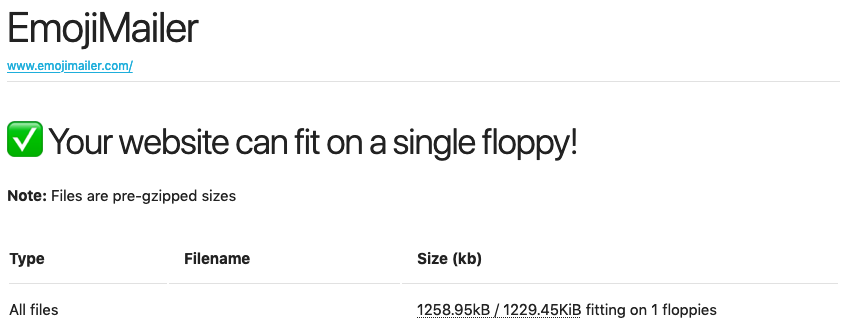 EmojiMailer
www.emojimailer.com/
✅ Your website can fit on a single floppy!
Note: Files are pre-gzipped sizes
Type Filename Size (kb)
All files 1258.95kB / 1229.45KiB fitting on 1 floppies